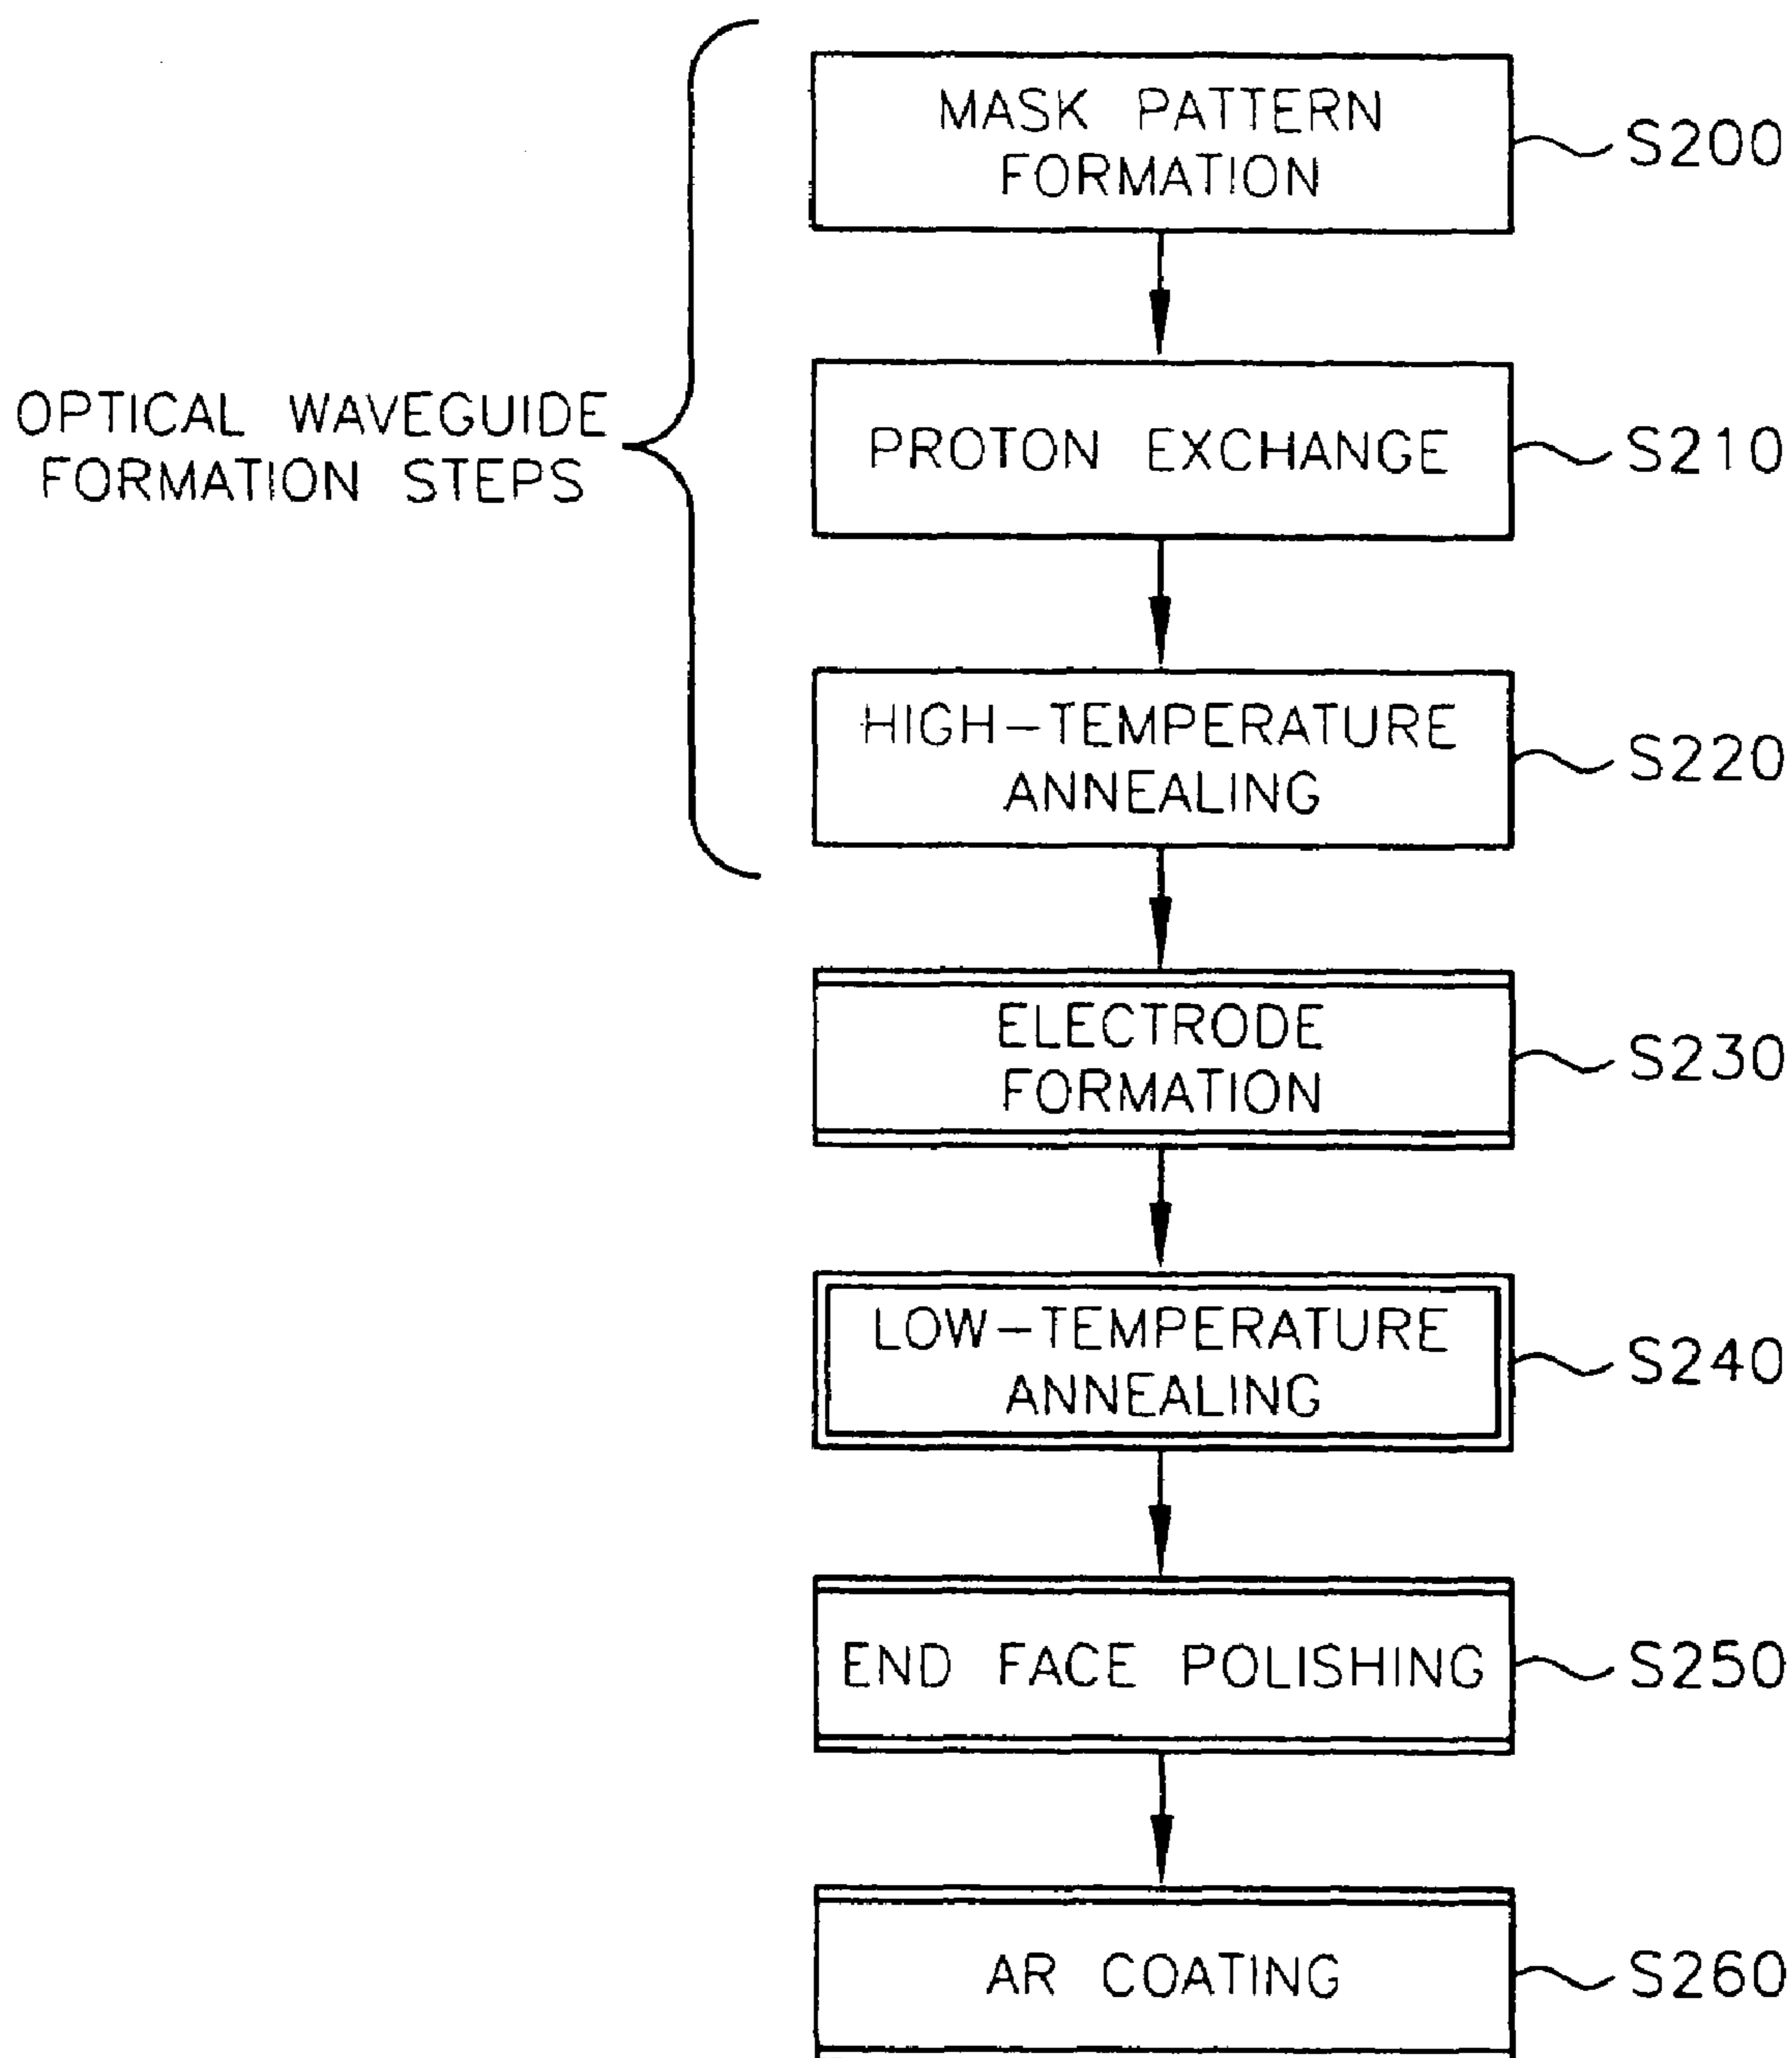 MASK PATTERN
FORMATION
S200
OPTICAL WAVEGUIDE
FORMATION STEPS
PROTON EXCHANGE
S210
HIGH-TEMPERATURE
ANNEALING
S220
ELECTRODE
FORMATION
S230
LOW-TEMPERATURE
ANNEALING
S240
END FACE POLISHING
S250
AR COATING
S260